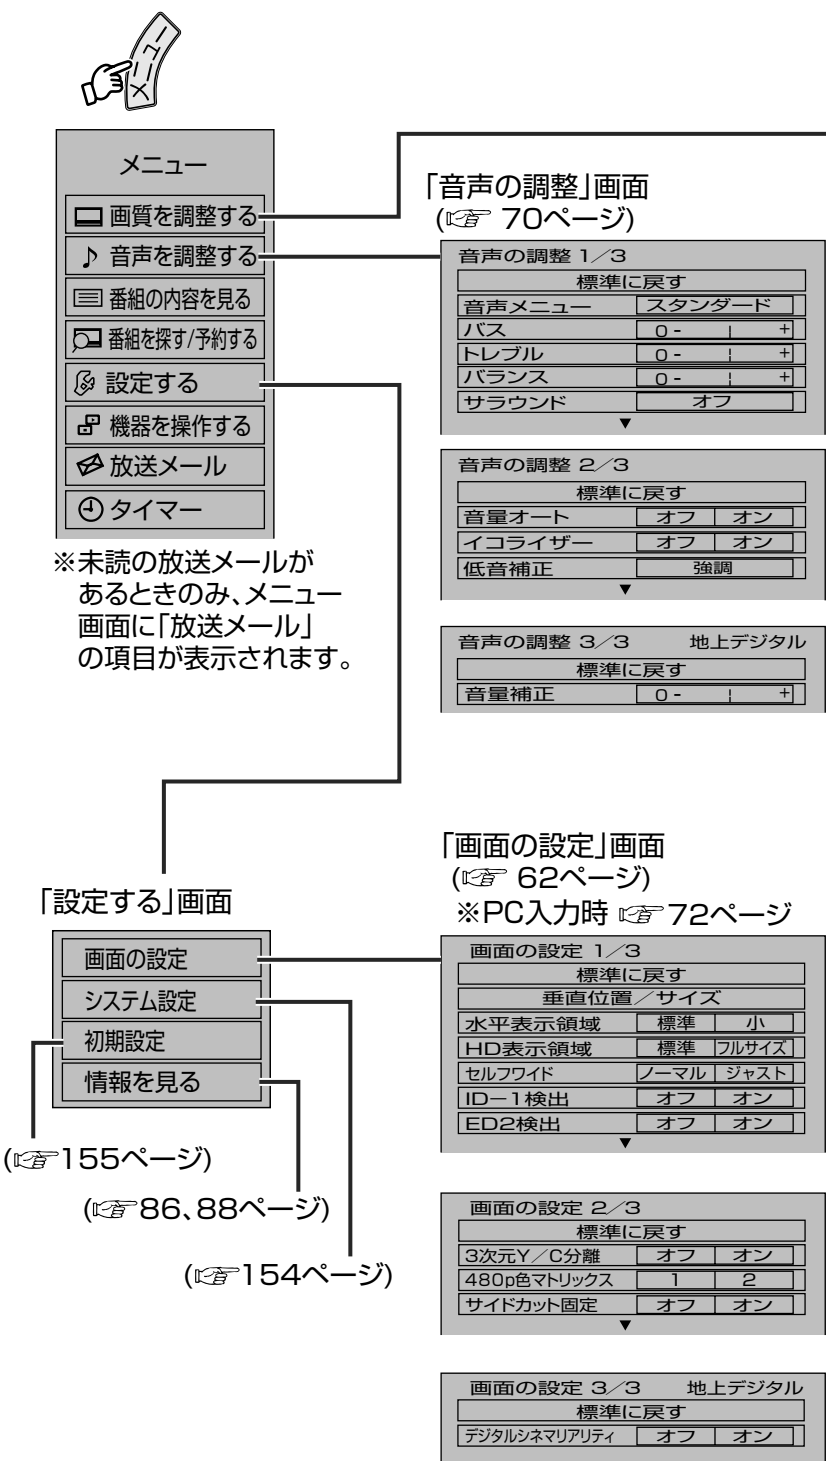 メニュー
メニュー
画質を調整する
音声を調整する
番組の内容を見る
番組を探す/予約する
設定する
機器を操作する
放送メール
タイマー
※未読の放送メールが
あるときのみ、メニュー
画面に「放送メール」
の項目が表示されます。
「音声の調整」画面
(☞ 70ページ)
音声の調整 1／3
標準に戻す
音声メニュー スタンダード
バス 0 - +
トレブル 0 - +
バランス 0 - +
サラウンド オフ
▼
音声の調整 2／3
標準に戻す
音量オート オフ オン
イコライザー オフ オン
低音補正 強調
▼
音声の調整 3／3 地上デジタル
標準に戻す
音量補正 0 - +
「設定する」画面
画面の設定
システム設定
初期設定
情報を見る
(☞155ページ)
(☞86、88ページ)
(☞154ページ)
「画面の設定」画面
(☞ 62ページ)
※PC入力時 ☞72ページ
画面の設定 1／3
標準に戻す
垂直位置／サイズ
水平表示領域 標準 小
HD表示領域 標準 フルサイズ
セルフワイド ノーマル ジャスト
ID－1検出 オフ オン
ED2検出 オフ オン
▼
画面の設定 2／3
標準に戻す
3次元Y／C分離 オフ オン
480p色マトリックス 1 2
サイドカット固定 オフ オン
▼
画面の設定 3／3 地上デジタル
標準に戻す
デジタルシネマリアリティ オフ オン